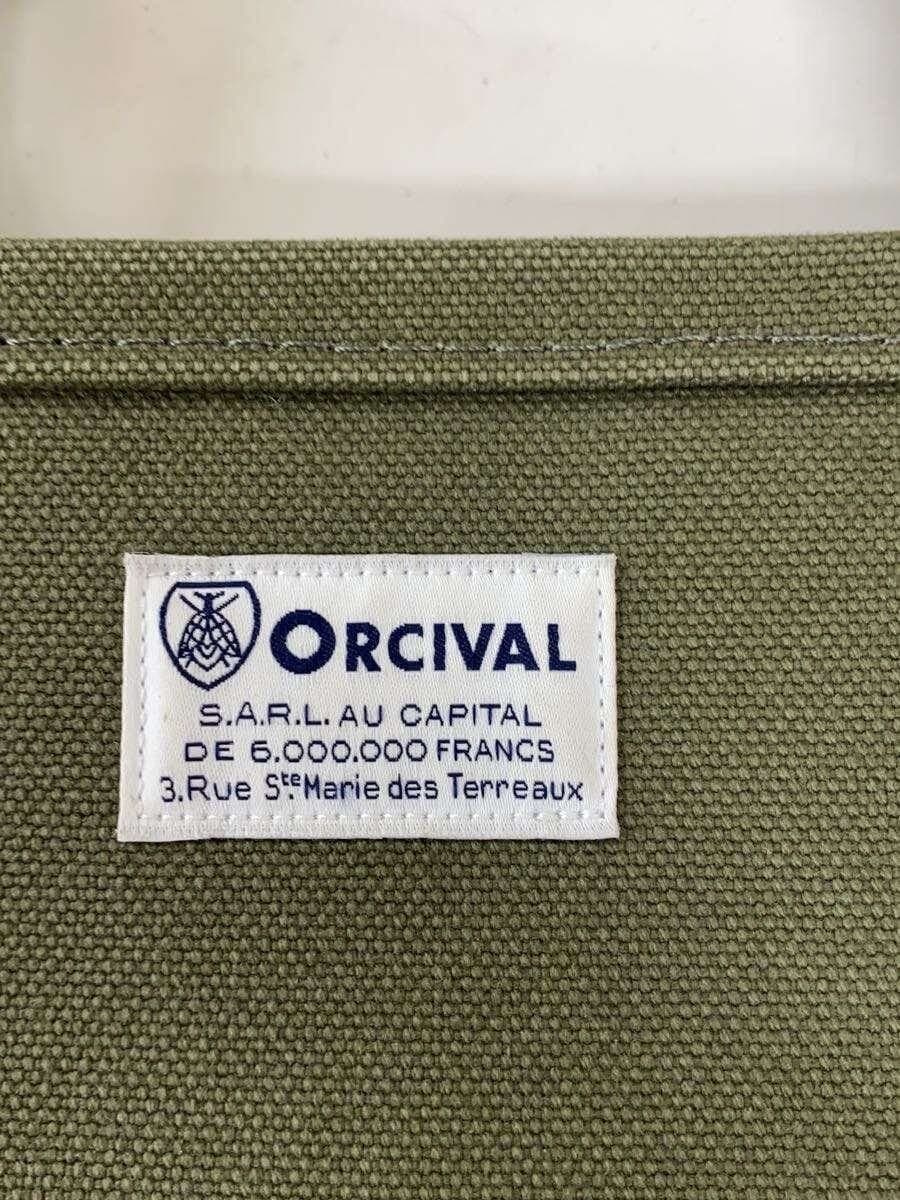 ORCIVAL
S.A.R.L. AU CAPITAL
DE 6.000.000 FRANCS
3.Rue Ste. Marie des Terreaux